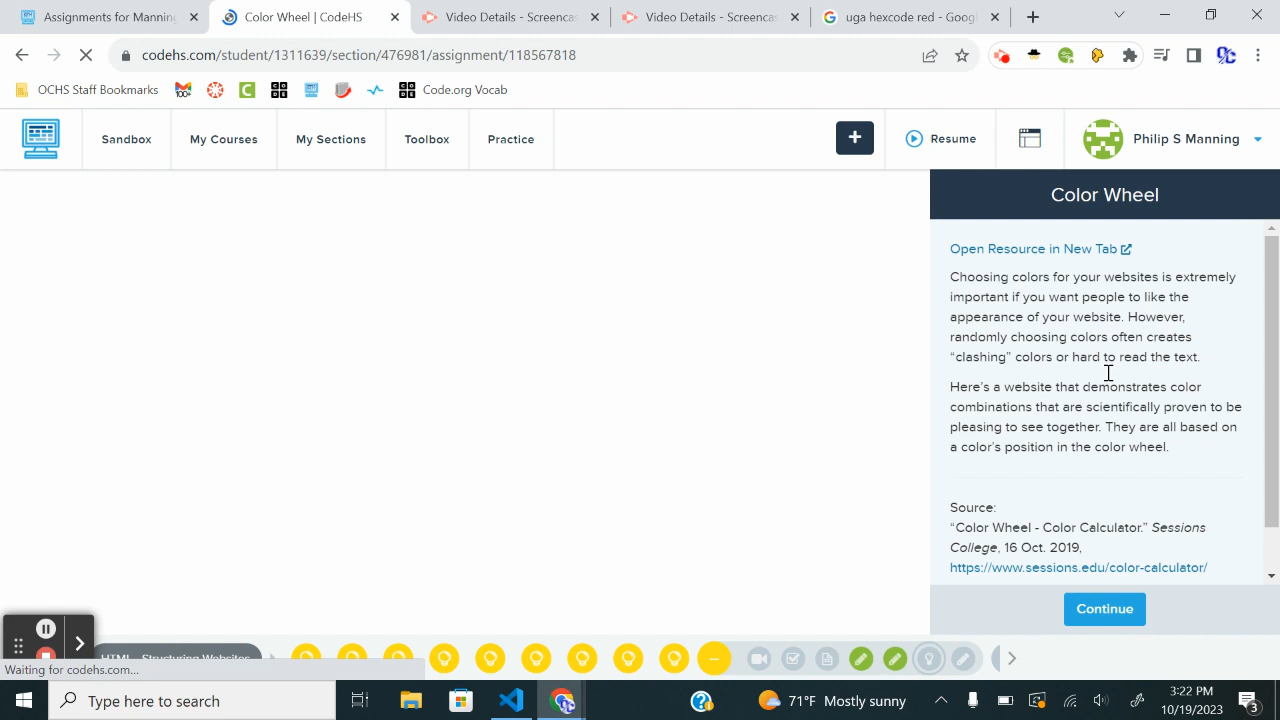 Assignments for Manning
Color Wheel | CodeHS
Video Details - Screencas
Video Details - Screencas
uga hexcode red - Googl
codehs.com/student/1311639/section/476981/assignment/118567818
OCHS Staff Bookmarks
Code.org Vocab
Sandbox
My Courses
My Sections
Toolbox
Practice
Resume
Philip S Manning
Color Wheel
Open Resource in New Tab
Choosing colors for your websites is extremely
important if you want people to like the
appearance of your website. However,
randomly choosing colors often creates
“clashing” colors or hard to read the text.
Here’s a website that demonstrates color
combinations that are scientifically proven to be
pleasing to see together. They are all based on
a color’s position in the color wheel.
Source:
“Color Wheel - Color Calculator.” Sessions
College, 16 Oct. 2019,
https://www.sessions.edu/color-calculator/
Continue
HTML - Structuring Websites
Waiting for codehs.com...
Type here to search
71°F Mostly sunny
3:22 PM
10/19/2023
3